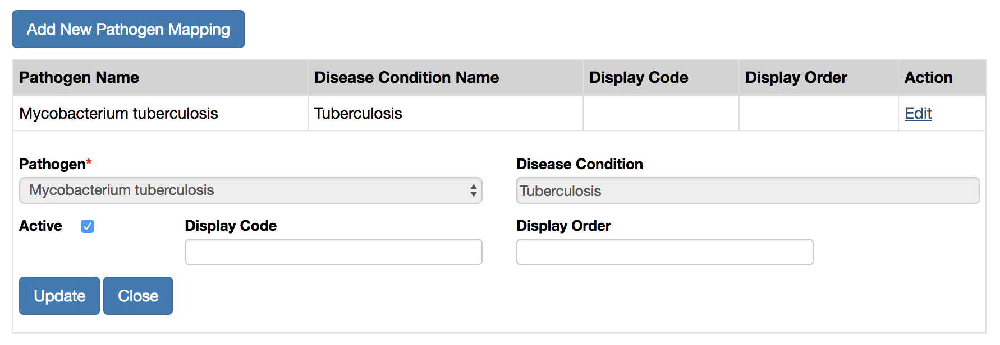 Add New Pathogen Mapping
Pathogen Name Disease Condition Name Display Code Display Order Action
Mycobacterium tuberculosis Tuberculosis Edit
Pathogen* Disease Condition
Mycobacterium tuberculosis Tuberculosis
Active Display Code Display Order
Update Close